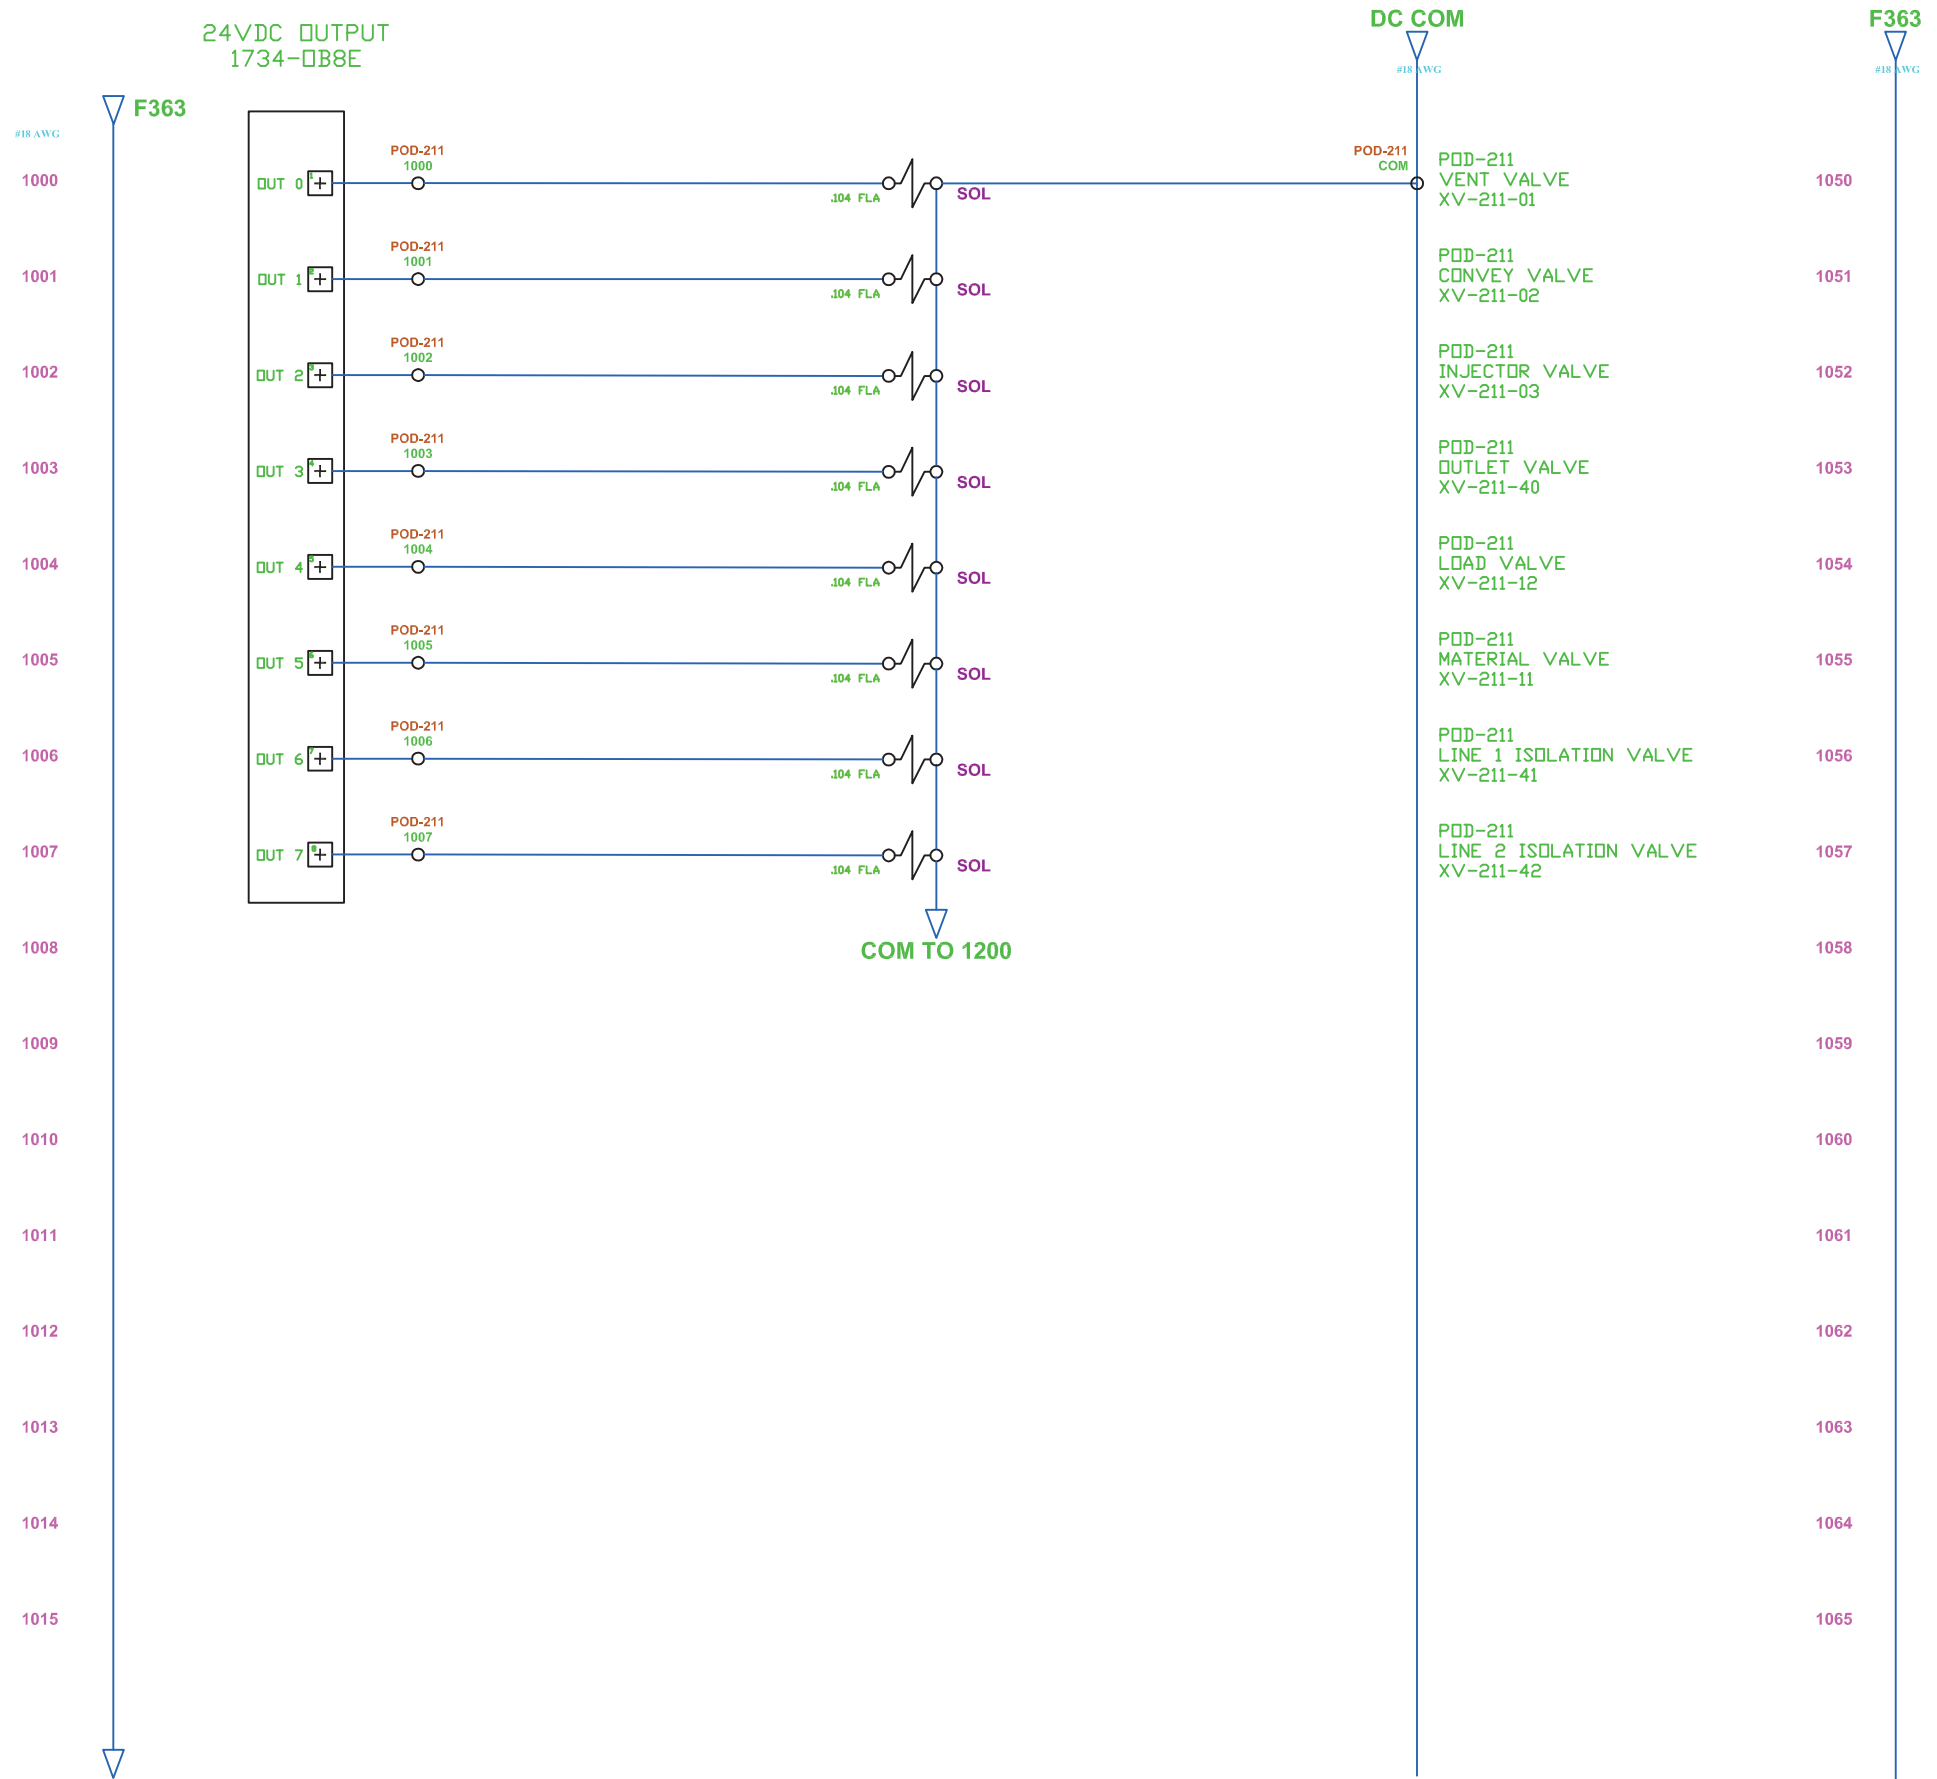 DC COM
F363
24VDC OUTPUT
1734-OB8E
#18 AWG
#18 AWG
F363
#18 AWG
1000
OUT 0
1
POD-211
1000
.104 FLA
SOL
POD-211
COM
POD-211
VENT VALVE
XV-211-01
1050
1001
OUT 1
2
POD-211
1001
.104 FLA
SOL
POD-211
CONVEY VALVE
XV-211-02
1051
1002
OUT 2
3
POD-211
1002
.104 FLA
SOL
POD-211
INJECTOR VALVE
XV-211-03
1052
1003
OUT 3
4
POD-211
1003
.104 FLA
SOL
POD-211
OUTLET VALVE
XV-211-40
1053
1004
OUT 4
5
POD-211
1004
.104 FLA
SOL
POD-211
LOAD VALVE
XV-211-12
1054
1005
OUT 5
6
POD-211
1005
.104 FLA
SOL
POD-211
MATERIAL VALVE
XV-211-11
1055
1006
OUT 6
7
POD-211
1006
.104 FLA
SOL
POD-211
LINE 1 ISOLATION VALVE
XV-211-41
1056
1007
OUT 7
8
POD-211
1007
.104 FLA
SOL
POD-211
LINE 2 ISOLATION VALVE
XV-211-42
1057
COM TO 1200
1008
1058
1009
1059
1010
1060
1011
1061
1012
1062
1013
1063
1014
1064
1015
1065